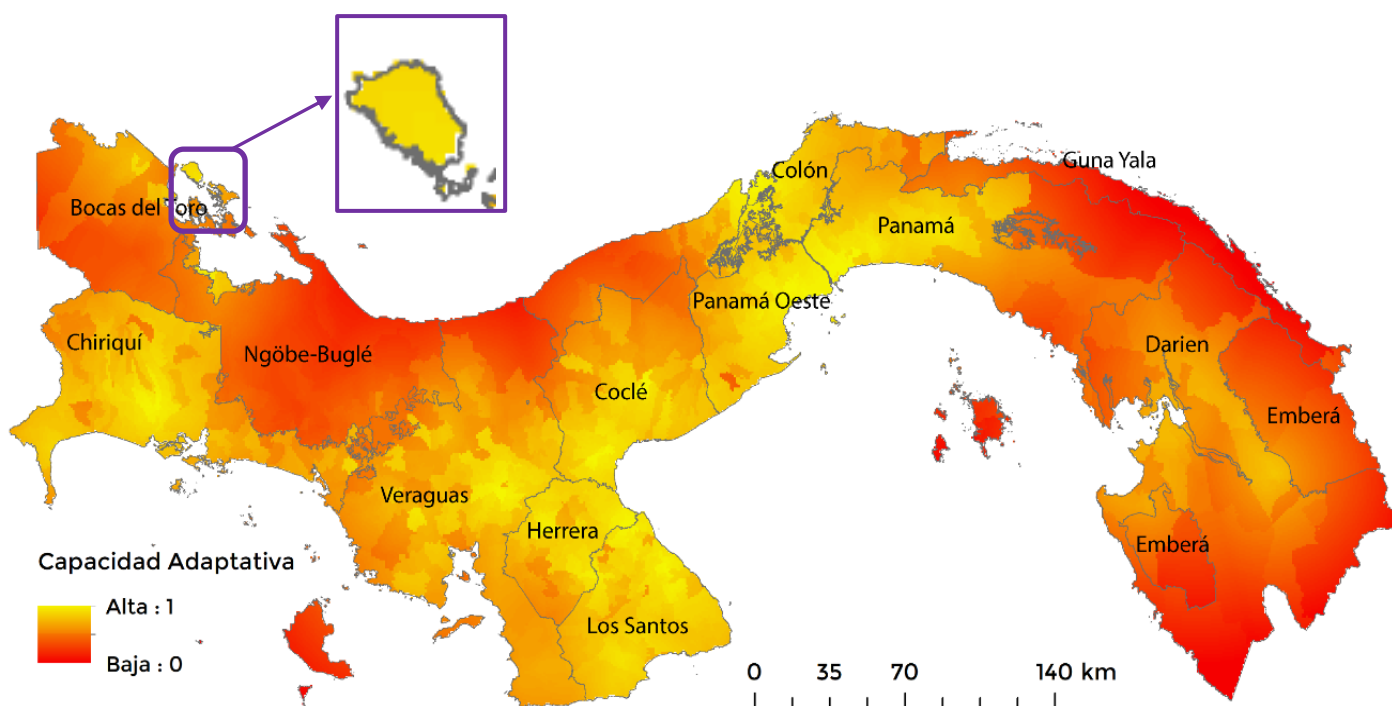 Colón
Guna Yala
Bocas del Toro
Panamá
Panamá Oeste
Chiriquí
Ngöbe-Buglé
Darien
Coclé
Emberá
Veraguas
Herrera
Emberá
Los Santos
Capacidad Adaptativa
Alta : 1
Baja : 0
0 35 70 140 km